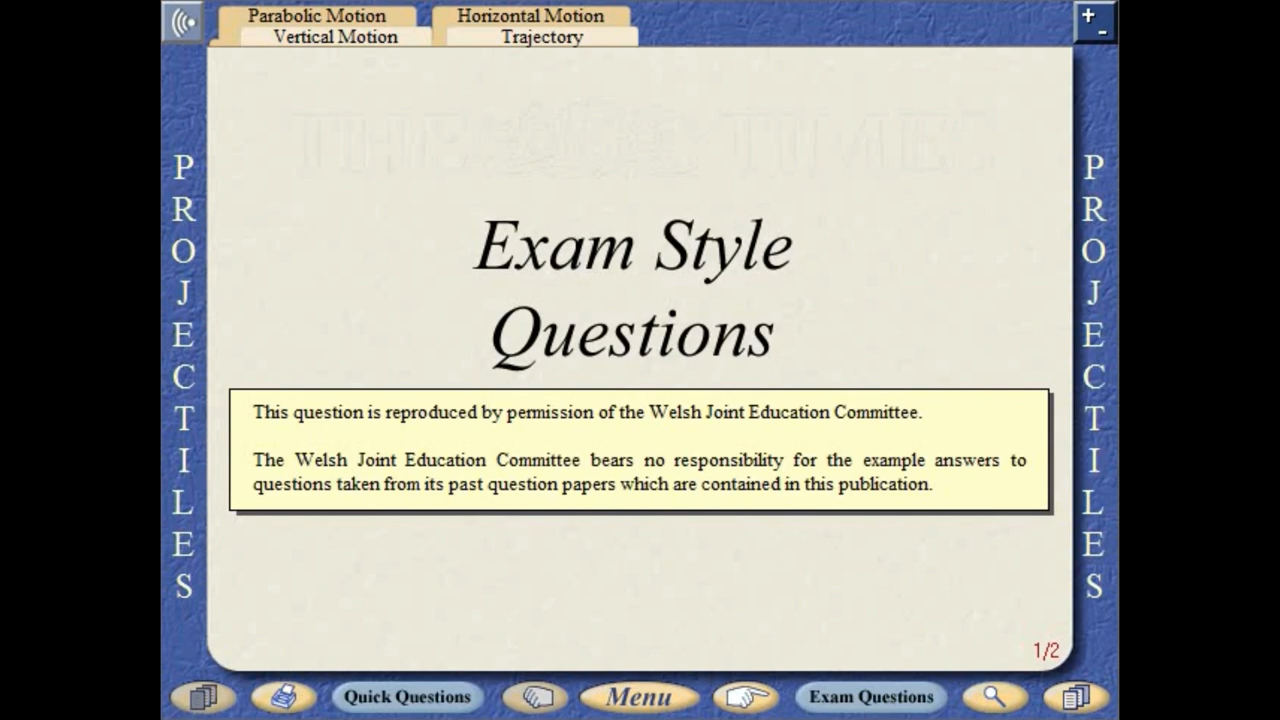 Parabolic Motion
Horizontal Motion
Vertical Motion
Trajectory
+
-
PROJECTILES
Exam Style
Questions
This question is reproduced by permission of the Welsh Joint Education Committee.
The Welsh Joint Education Committee bears no responsibility for the example answers to
questions taken from its past question papers which are contained in this publication.
PROJECTILES
1/2
Quick Questions
Menu
Exam Questions